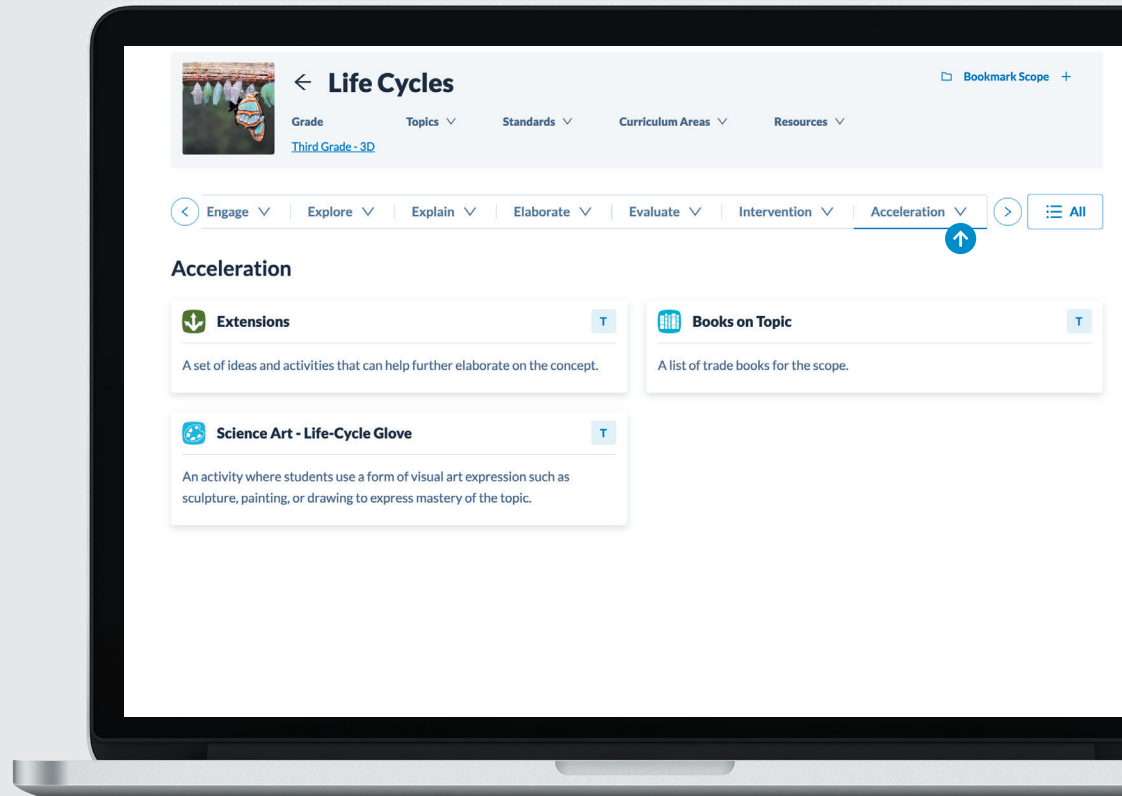 Life Cycles
Bookmark Scope +
Grade
Topics
Standards
Curriculum Areas
Resources
Third Grade - 3D
Engage
Explore
Explain
Elaborate
Evaluate
Intervention
Acceleration
All
Acceleration
Extensions
T
A set of ideas and activities that can help further elaborate on the concept.
Books on Topic
T
A list of trade books for the scope.
Science Art - Life-Cycle Glove
T
An activity where students use a form of visual art expression such as
sculpture, painting, or drawing to express mastery of the topic.